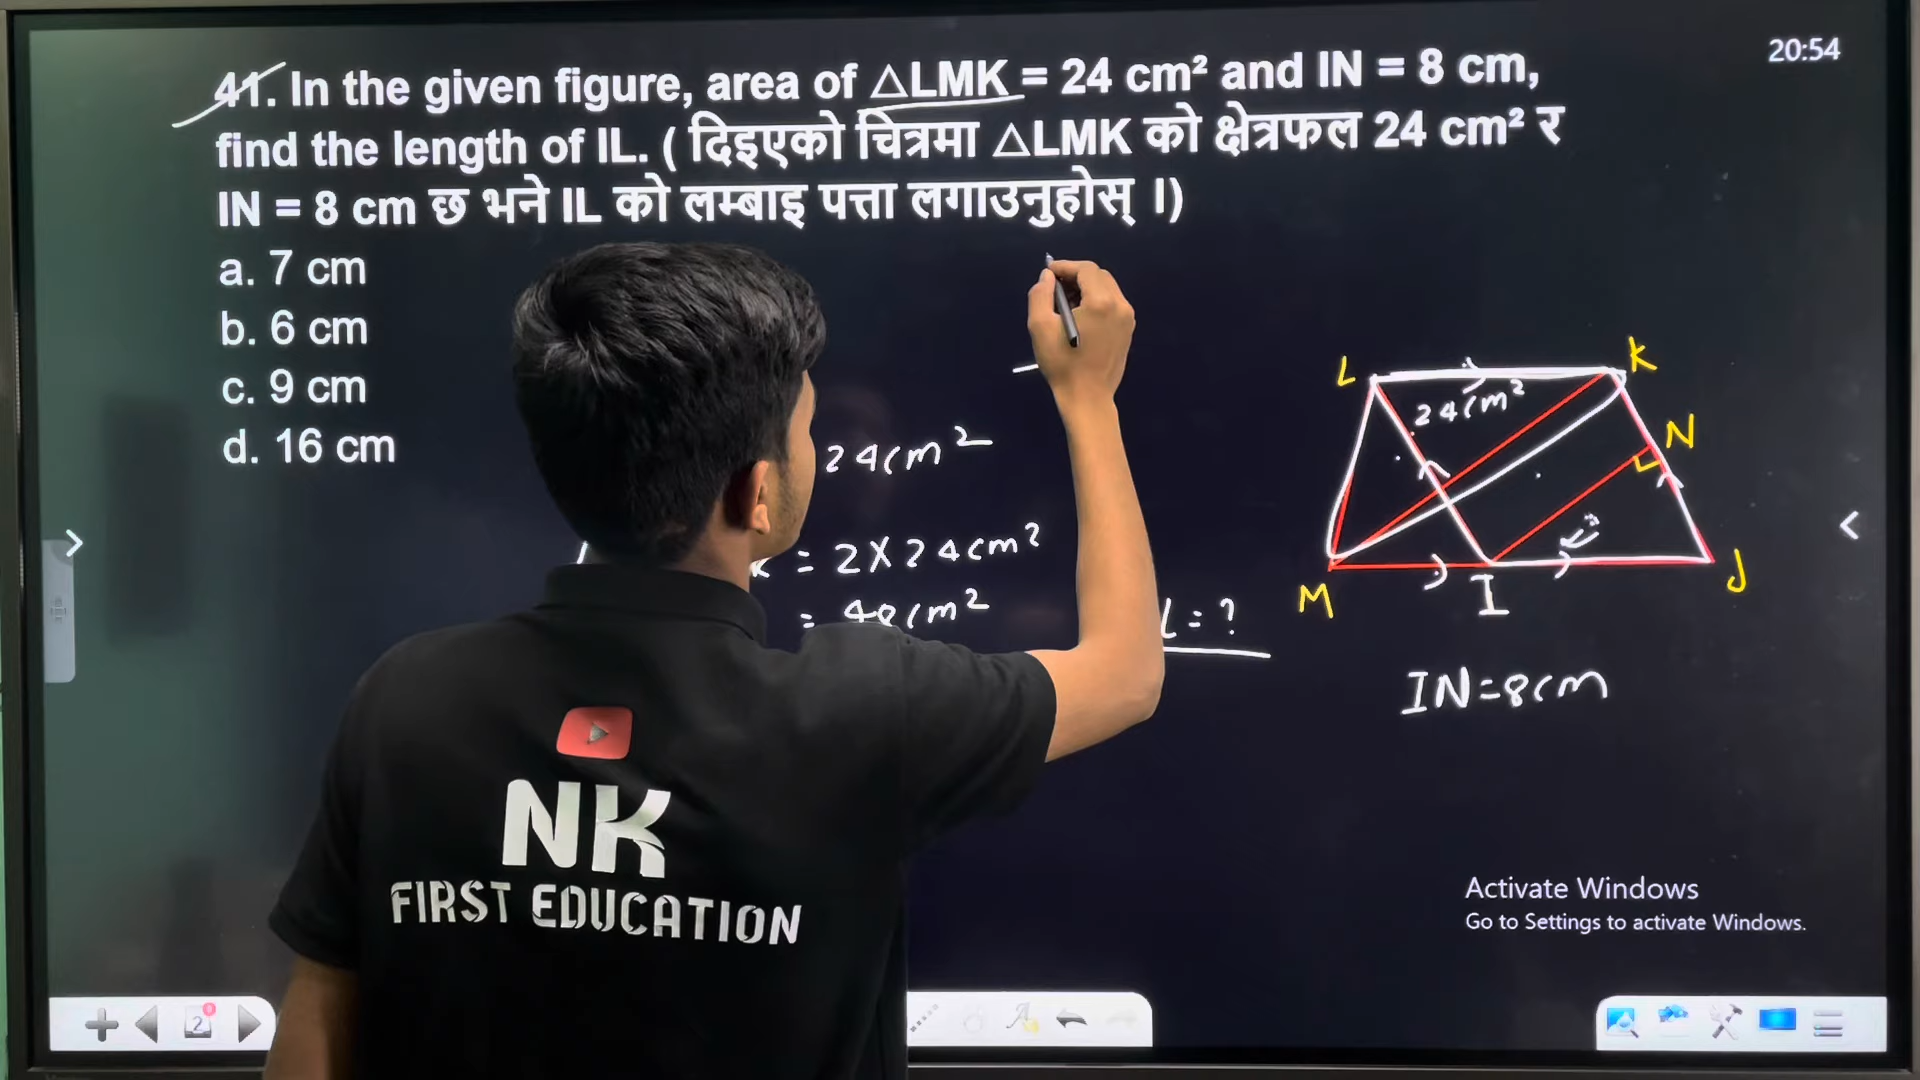 20:54
41. In the given figure, area of △LMK = 24 cm² and IN = 8 cm,
find the length of IL. ( दिइएको चित्रमा △LMK को क्षेत्रफल 24 cm² र
IN = 8 cm छ भने IL को लम्बाइ पत्ता लगाउनुहोस् ।)
a. 7 cm
b. 6 cm
c. 9 cm
d. 16 cm
24cm²
= 2X24cm²
= 48cm²
L = ?
L
K
24cm²
N
M
I
J
IN=8cm
NK
FIRST EDUCATION
Activate Windows
Go to Settings to activate Windows.
2